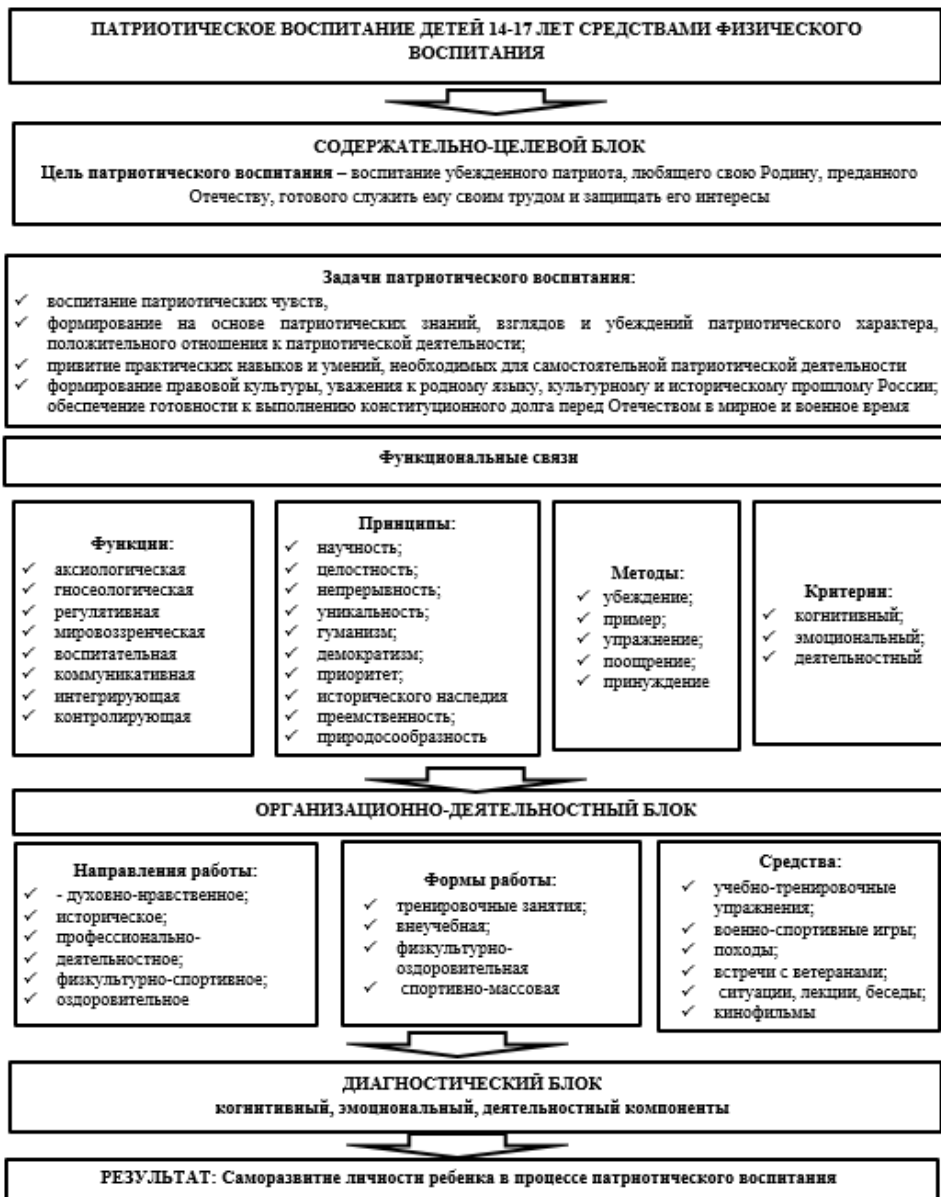 ПАТРИОТИЧЕСКОЕ ВОСПИТАНИЕ ДЕТЕЙ 14-17 ЛЕТ СРЕДСТВАМИ ФИЗИЧЕСКОГО
ВОСПИТАНИЯ
СОДЕРЖАТЕЛЬНО-ЦЕЛЕВОЙ БЛОК
Цель патриотического воспитания – воспитание убежденного патриота, любящего свою Родину, преданного
Отечеству, готового служить ему своим трудом и защищать его интересы
Задачи патриотического воспитания:
✓ воспитание патриотических чувств,
✓ формирование на основе патриотических знаний, взглядов и убеждений патриотического характера,
положительного отношения к патриотической деятельности;
✓ привитие практических навыков и умений, необходимых для самостоятельной патриотической деятельности
✓ формирование правовой культуры, уважения к родному языку, культурному и историческому прошлому России;
обеспечение готовности к выполнению конституционного долга перед Отечеством в мирное и военное время
Функциональные связи
Функции:
✓ аксиологическая
✓ гносеологическая
✓ регулятивная
✓ мировоззренческая
✓ воспитательная
✓ коммуникативная
✓ интегрирующая
✓ контролирующая
Принципы:
✓ научность;
✓ целостность;
✓ непрерывность;
✓ уникальность;
✓ гуманизм;
✓ демократизм;
✓ приоритет;
✓ исторического наследия
✓ преемственность;
✓ природосообразность
Методы:
✓ убеждение;
✓ пример;
✓ упражнение;
✓ поощрение;
✓ принуждение
Критерии:
✓ когнитивный;
✓ эмоциональный;
✓ деятельностный
ОРГАНИЗАЦИОННО-ДЕЯТЕЛЬНОСТНЫЙ БЛОК
Направления работы:
✓ - духовно-нравственное;
✓ историческое;
✓ профессионально-
✓ деятельностное;
✓ физкультурно-спортивное;
✓ оздоровительное
Формы работы:
✓ тренировочные занятия;
✓ внеучебная;
✓ физкультурно-
оздоровительная
✓ спортивно-массовая
Средства:
✓ учебно-тренировочные
упражнения;
✓ военно-спортивные игры;
✓ походы;
✓ встречи с ветеранами;
✓ ситуации, лекции, беседы;
✓ кинофильмы
ДИАГНОСТИЧЕСКИЙ БЛОК
когнитивный, эмоциональный, деятельностный компоненты
РЕЗУЛЬТАТ: Саморазвитие личности ребенка в процессе патриотического воспитания